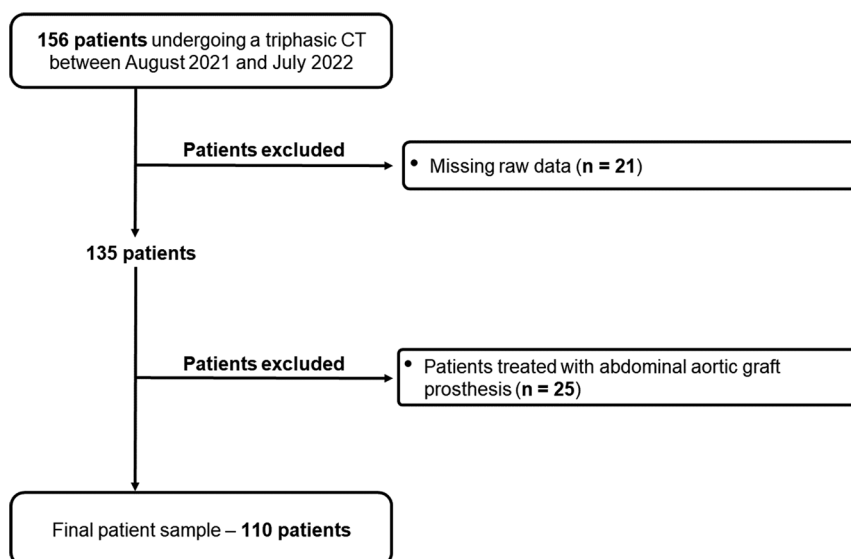 156 patients undergoing a triphasic CT
between August 2021 and July 2022
Patients excluded
• Missing raw data (n = 21)
135 patients
Patients excluded
• Patients treated with abdominal aortic graft
prosthesis (n = 25)
Final patient sample – 110 patients